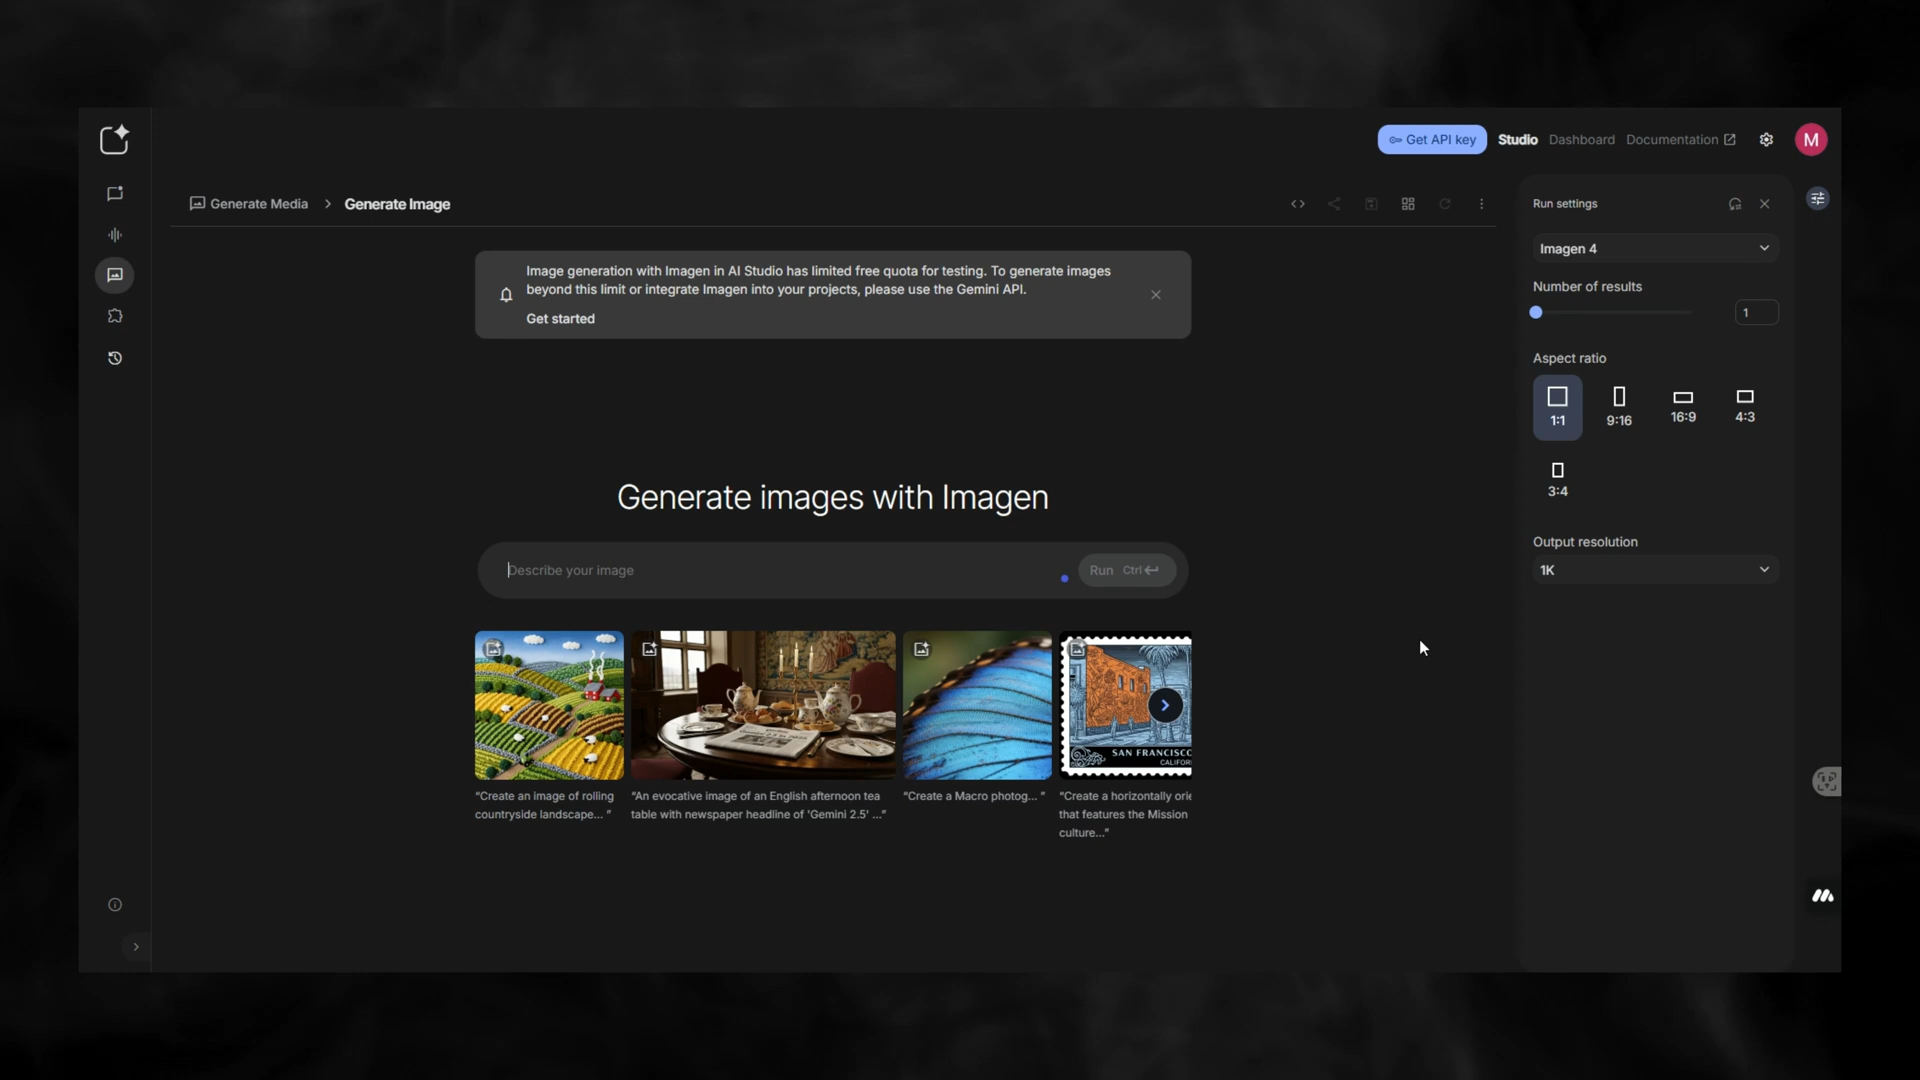 Get API key
Studio
Dashboard
Documentation
M
Generate Media
Generate Image
Image generation with Imagen in AI Studio has limited free quota for testing. To generate images
beyond this limit or integrate Imagen into your projects, please use the Gemini API.
Get started
Generate images with Imagen
Describe your image
Run Ctrl
SAN FRANCISC
CALIFOR
"Create an image of rolling
countryside landscape... "
"An evocative image of an English afternoon tea
table with newspaper headline of 'Gemini 2.5' ..."
"Create a Macro photog... "
"Create a horizontally orie
that features the Mission
culture..."
Run settings
Imagen 4
Number of results
1
Aspect ratio
1:1
9:16
16:9
4:3
3:4
Output resolution
1K